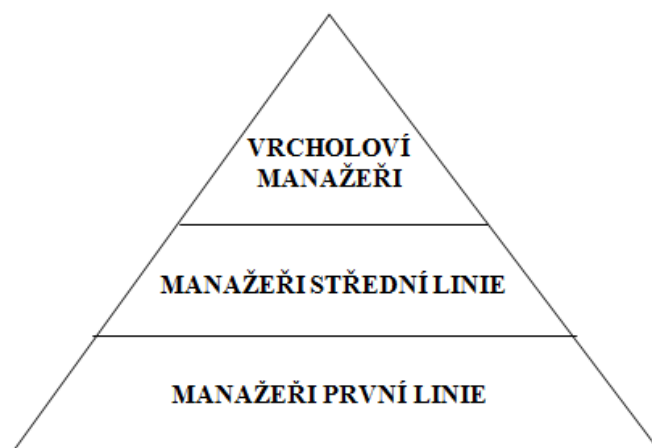 VRCHOLOVÍ
MANAŽEŘI
MANAŽEŘI STŘEDNÍ LINIE
MANAŽEŘI PRVNÍ LINIE